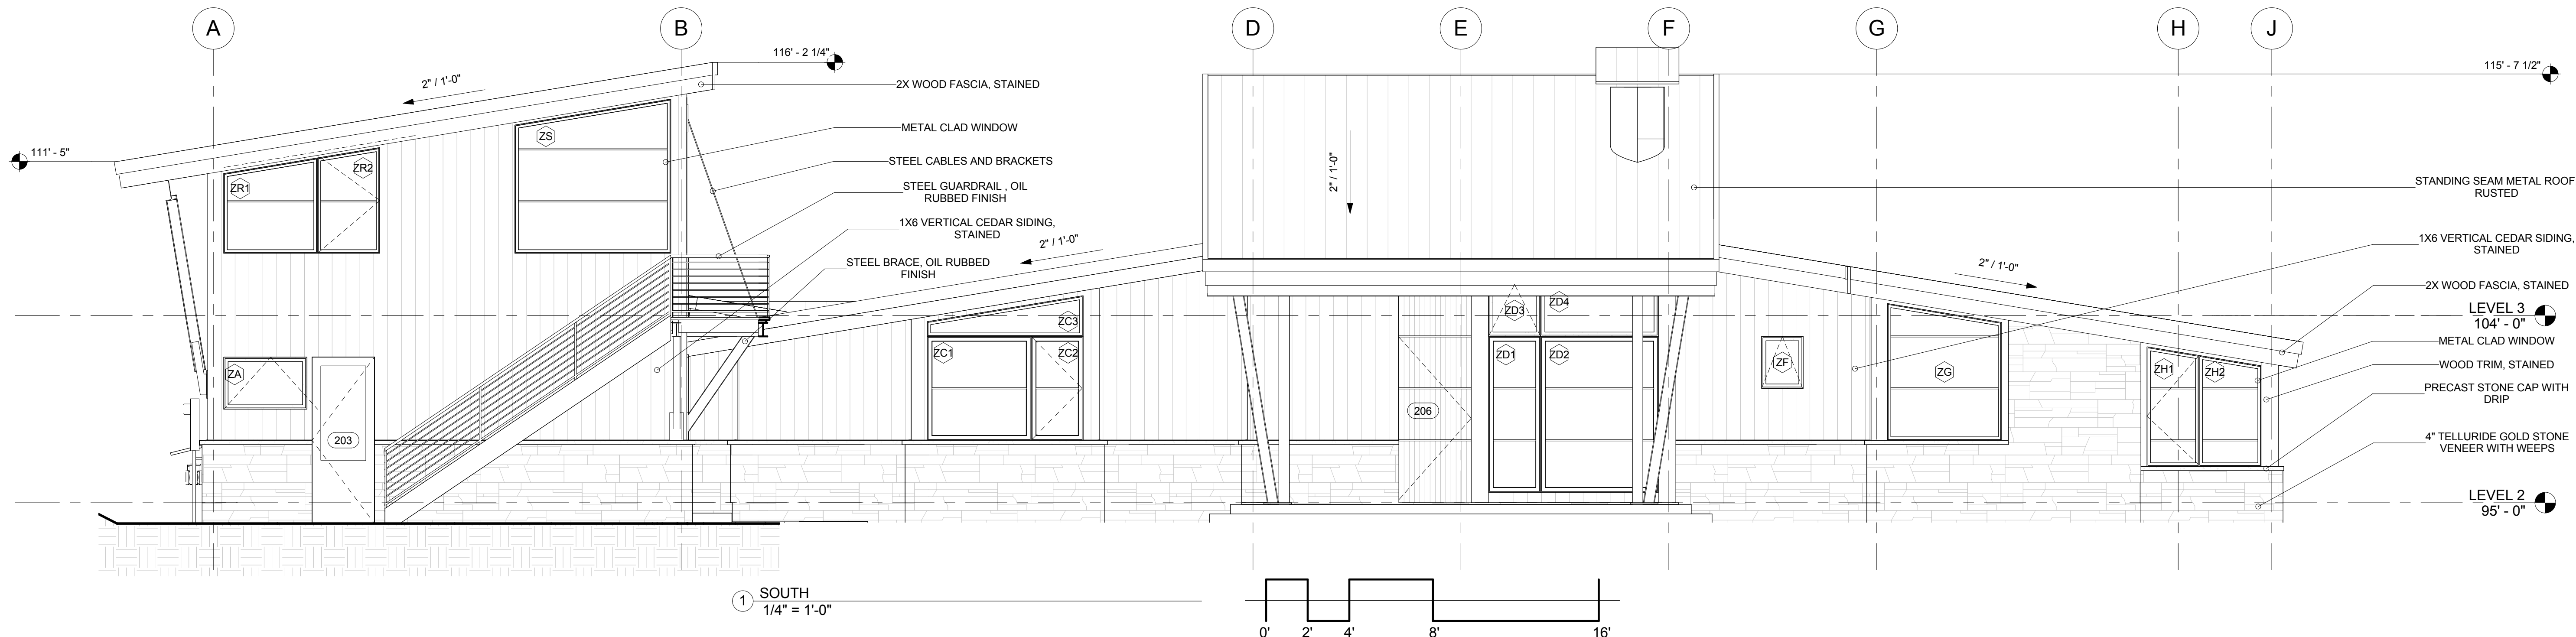 A
B
D
E
F
G
H
J
116' - 2 1/4"
115' - 7 1/2"
2" / 1'-0"
2X WOOD FASCIA, STAINED
METAL CLAD WINDOW
111' - 5"
STEEL CABLES AND BRACKETS
STEEL GUARDRAIL , OIL
RUBBED FINISH
1X6 VERTICAL CEDAR SIDING,
STAINED
STEEL BRACE, OIL RUBBED
FINISH
2" / 1'-0"
2" / 1'-0"
2" / 1'-0"
STANDING SEAM METAL ROOF
RUSTED
1X6 VERTICAL CEDAR SIDING,
STAINED
2X WOOD FASCIA, STAINED
LEVEL 3
104' - 0"
METAL CLAD WINDOW
WOOD TRIM, STAINED
PRECAST STONE CAP WITH
DRIP
4" TELLURIDE GOLD STONE
VENEER WITH WEEPS
LEVEL 2
95' - 0"
ZS
ZR1
ZR2
ZA
203
ZC3
ZC1
ZC2
ZD3
ZD4
ZD1
ZD2
206
ZF
ZG
ZH1
ZH2
1
SOUTH
1/4" = 1'-0"
0'
2'
4'
8'
16'